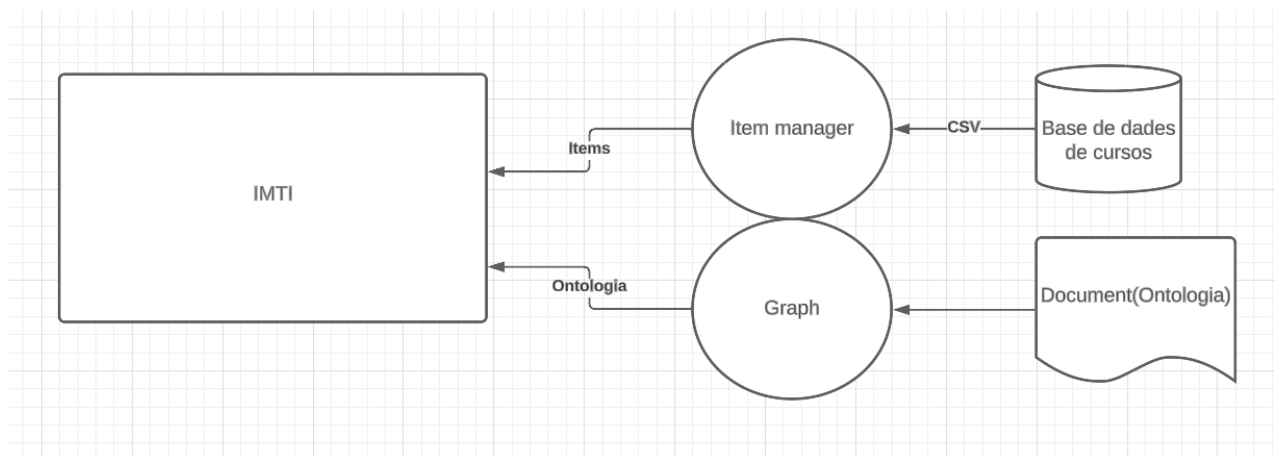 IMTI
Items
Ontologia
Item manager
Graph
CSV
Base de dades
de cursos
Document(Ontologia)